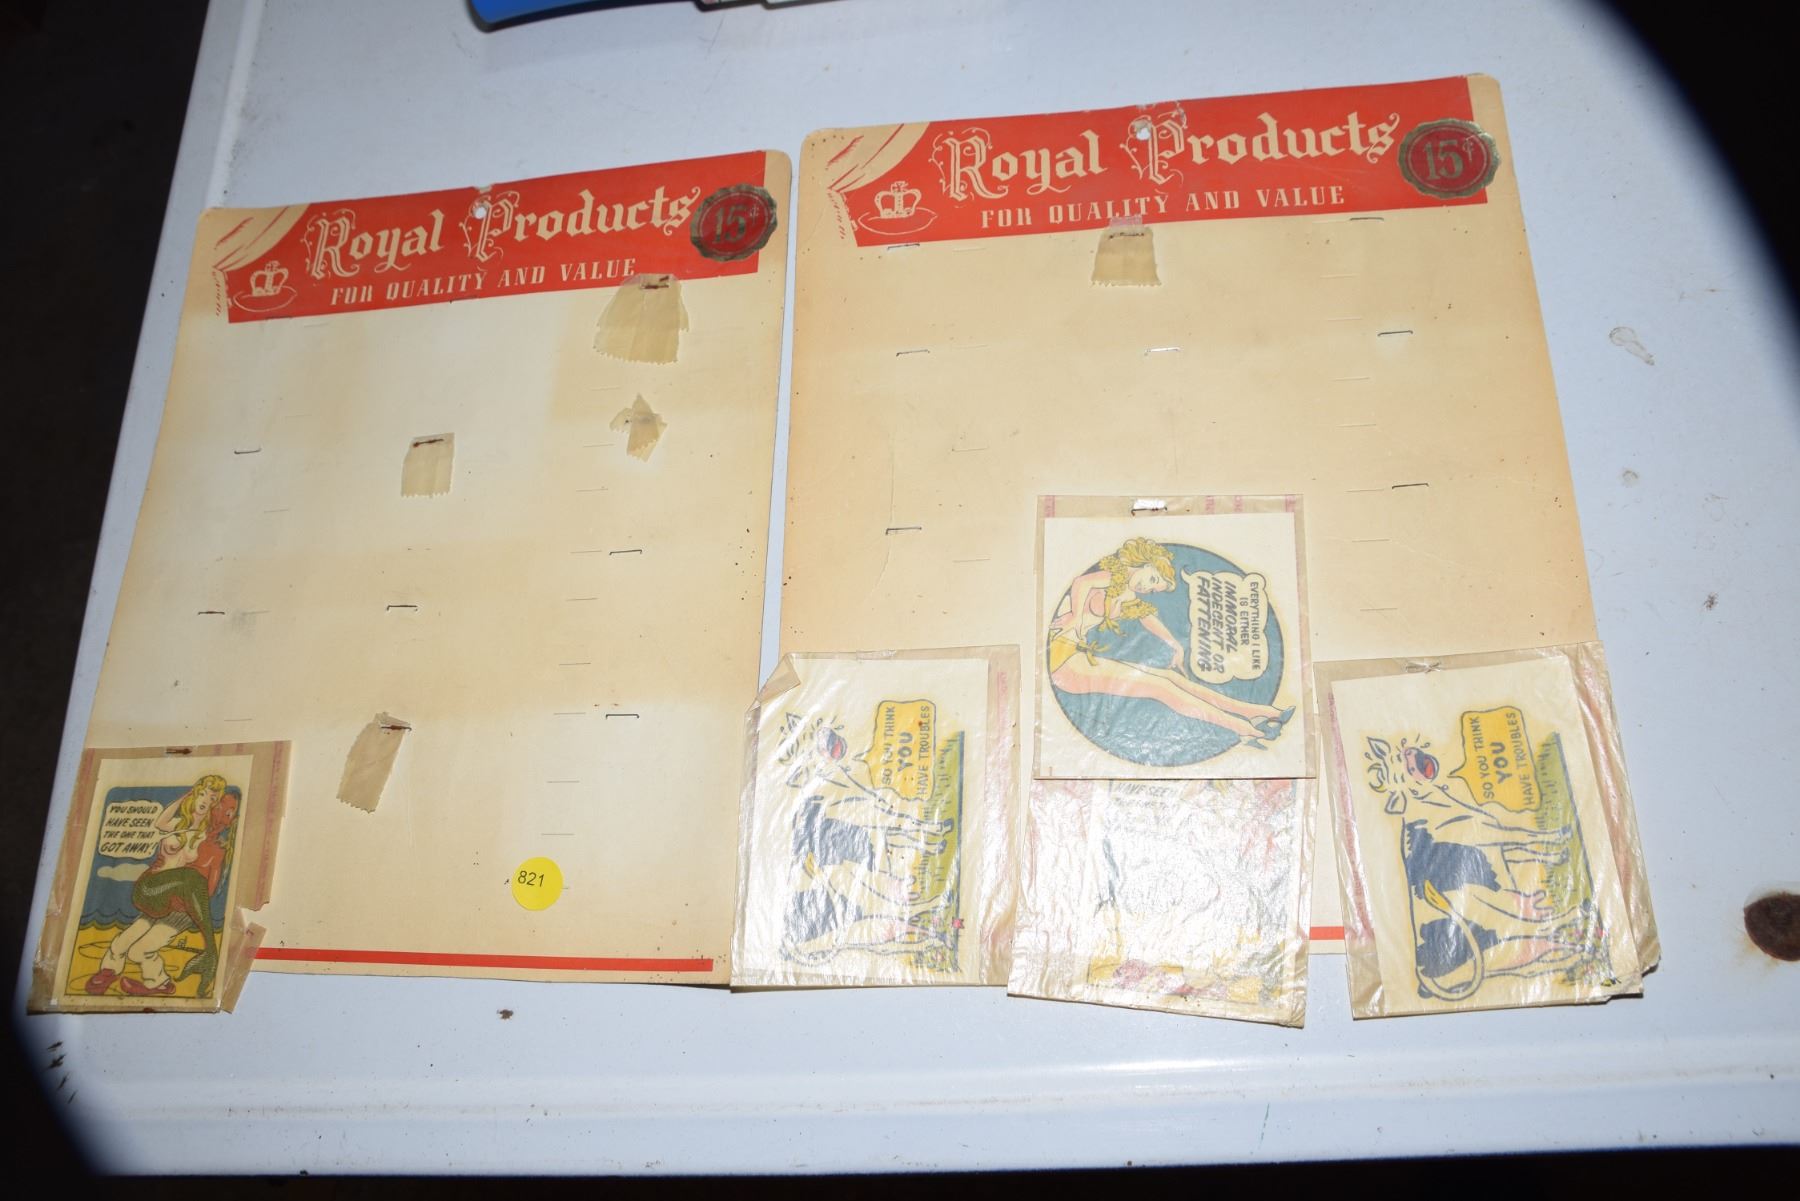 Royal Products
15¢
FOR QUALITY AND VALUE
821
YOU SHOULD
HAVE SEEN
THE ONE THAT
GOT AWAY!
Royal Products
15¢
FOR QUALITY AND VALUE
EVERYTHING I LIKE
IS EITHER
IMMORAL
INDECENT OR
FATTENING
SO YOU THINK
YOU
HAVE TROUBLES
HAVE SEEN
SO YOU THINK
YOU
HAVE TROUBLES